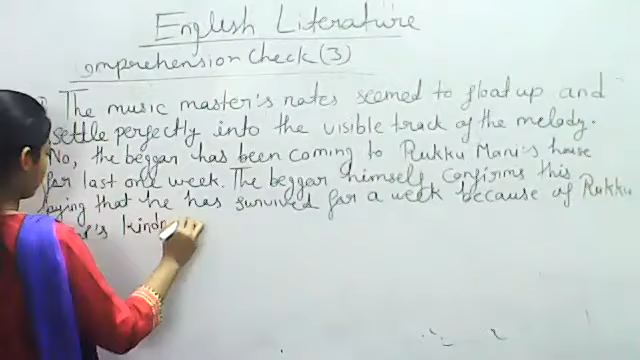 English Literature
omprehension Check (3)
The music master's notes seemed to float up and
settle perfectly into the visible track of the melody.
No, the beggar has been coming to Rukku Mani's house
for last one week. The beggar himself confirms this
aying that he has survived for a week because of Rukku
's kindn